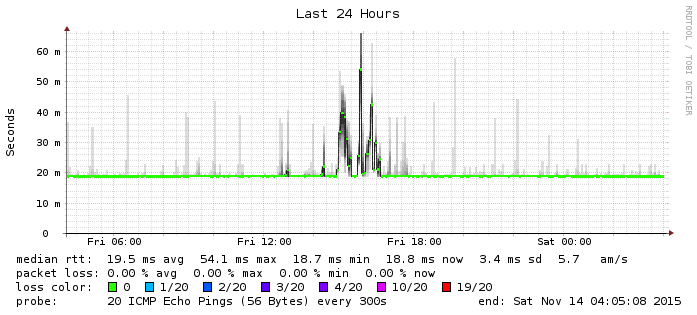 Last 24 Hours
RRDTOOL / TOBI OETIKER
Seconds
60 m
50 m
40 m
30 m
20 m
10 m
0
Fri 06:00 Fri 12:00 Fri 18:00 Sat 00:00
median rtt: 19.5 ms avg 54.1 ms max 18.7 ms min 18.8 ms now 3.4 ms sd 5.7 am/s
packet loss: 0.00 % avg 0.00 % max 0.00 % min 0.00 % now
loss color: 0 1/20 2/20 3/20 4/20 10/20 19/20
probe: 20 ICMP Echo Pings (56 Bytes) every 300s end: Sat Nov 14 04:05:08 2015